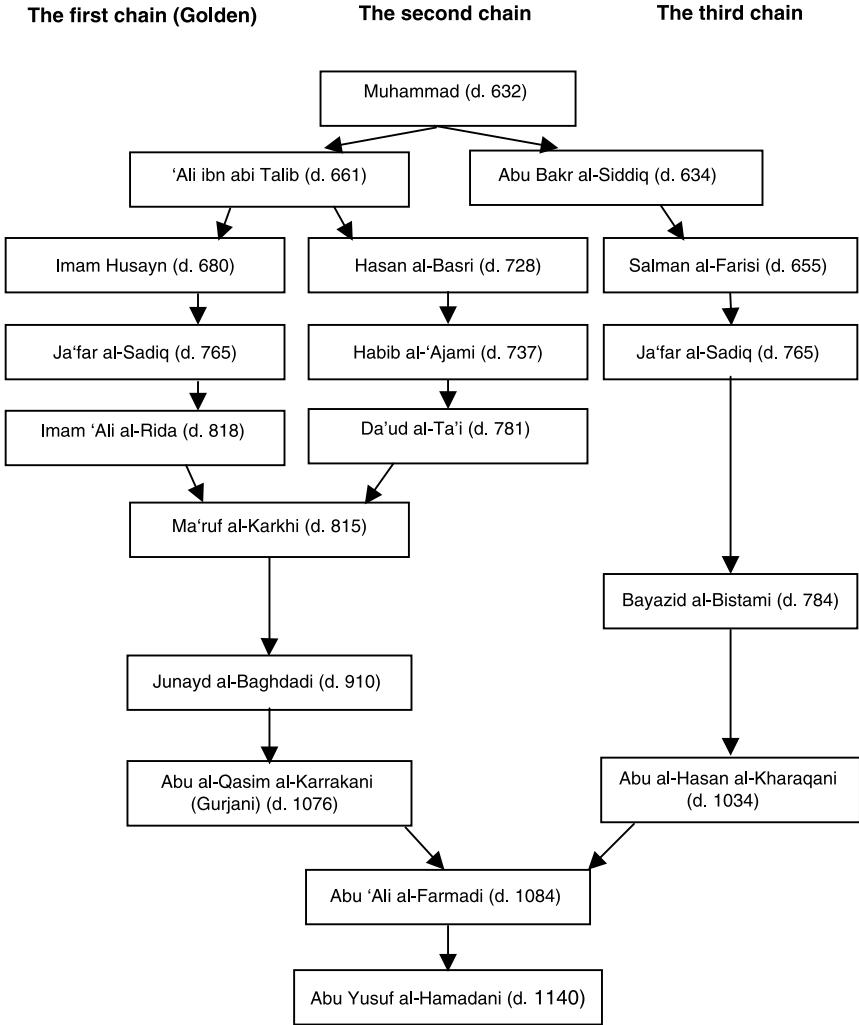 The first chain (Golden)
The second chain
The third chain
Muhammad (d. 632)
‘Ali ibn abi Talib (d. 661)
Abu Bakr al-Siddiq (d. 634)
Imam Husayn (d. 680)
Hasan al-Basri (d. 728)
Salman al-Farisi (d. 655)
Ja‘far al-Sadiq (d. 765)
Habib al-‘Ajami (d. 737)
Ja‘far al-Sadiq (d. 765)
Imam ‘Ali al-Rida (d. 818)
Da’ud al-Ta’i (d. 781)
Ma‘ruf al-Karkhi (d. 815)
Bayazid al-Bistami (d. 784)
Junayd al-Baghdadi (d. 910)
Abu al-Qasim al-Karrakani
(Gurjani) (d. 1076)
Abu al-Hasan al-Kharaqani
(d. 1034)
Abu ‘Ali al-Farmadi (d. 1084)
Abu Yusuf al-Hamadani (d. 1140)